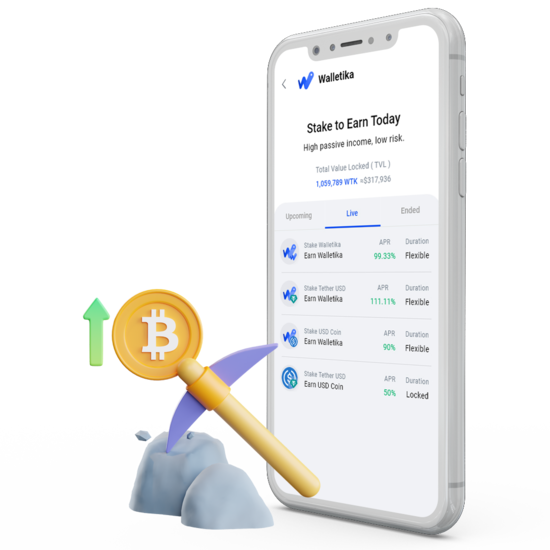 Walletika
Stake to Earn Today
High passive income, low risk.
Total Value Locked ( TVL )
1,059,789 WTK ≈$317,936
Upcoming Live Ended
Stake Walletika APR Duration
Earn Walletika 99.33% Flexible
Stake Tether USD APR Duration
Earn Walletika 111.11% Flexible
Stake USD Coin APR Duration
Earn Walletika 90% Flexible
Stake Tether USD APR Duration
Earn USD Coin 50% Locked